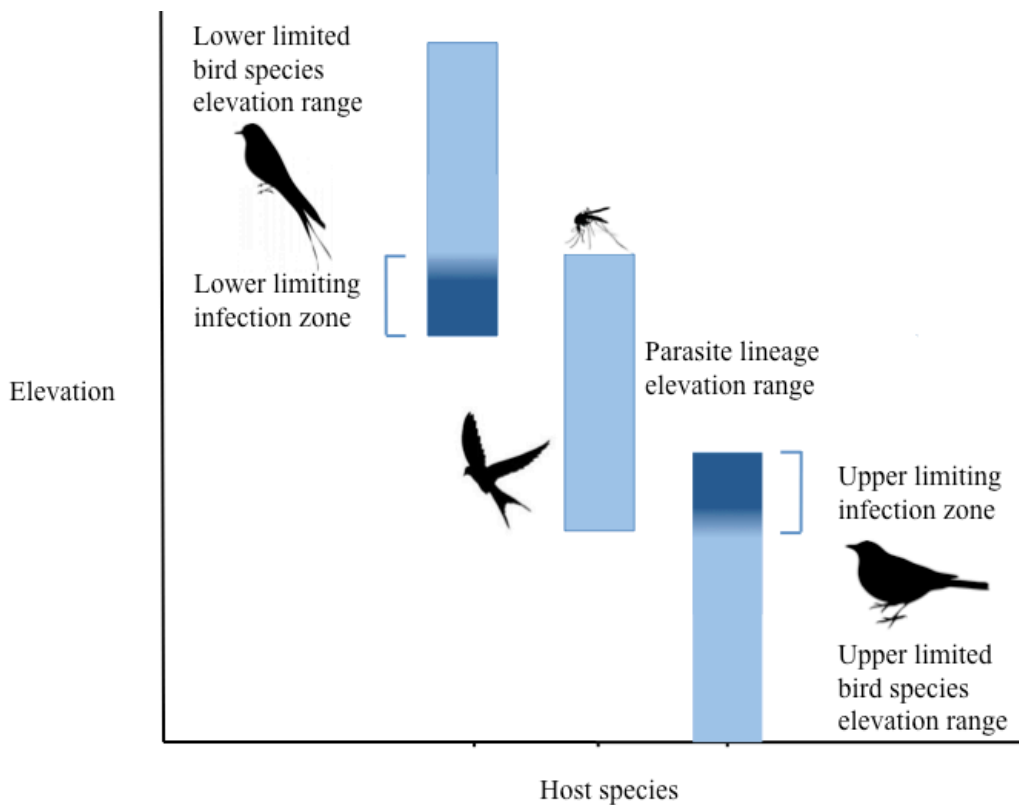 Lower limited
bird species
elevation range
Lower limiting
infection zone
Parasite lineage
elevation range
Elevation
Upper limiting
infection zone
Upper limited
bird species
elevation range
Host species